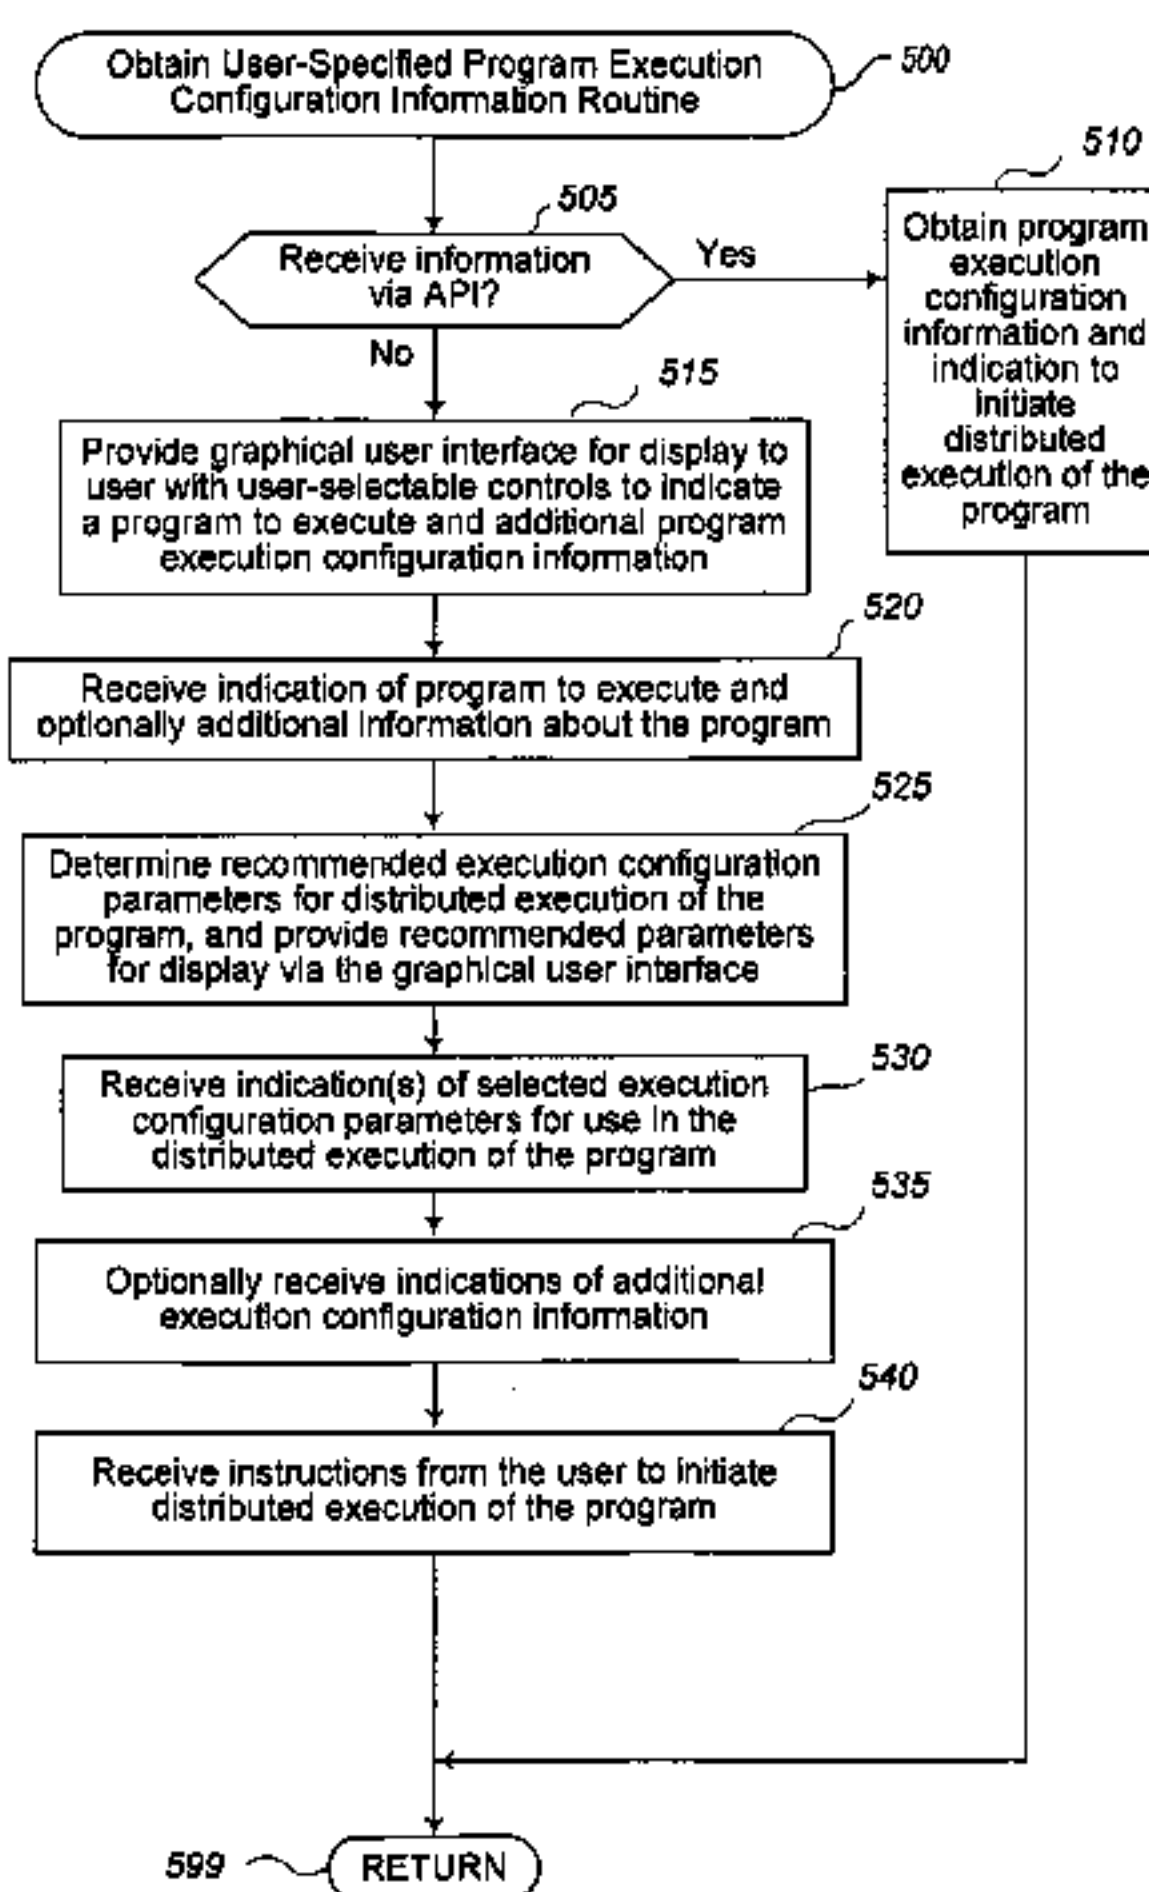 Obtain User-Specified Program Execution
Configuration Information Routine
500
505
Receive information
via API?
Yes
No
510
Obtain program
execution
configuration
information and
indication to
initiate
distributed
execution of the
program
515
Provide graphical user interface for display to
user with user-selectable controls to indicate
a program to execute and additional program
execution configuration information
520
Receive indication of program to execute and
optionally additional information about the program
525
Determine recommended execution configuration
parameters for distributed execution of the
program, and provide recommended parameters
for display via the graphical user interface
530
Receive indication(s) of selected execution
configuration parameters for use in the
distributed execution of the program
535
Optionally receive indications of additional
execution configuration information
540
Receive instructions from the user to initiate
distributed execution of the program
599
RETURN